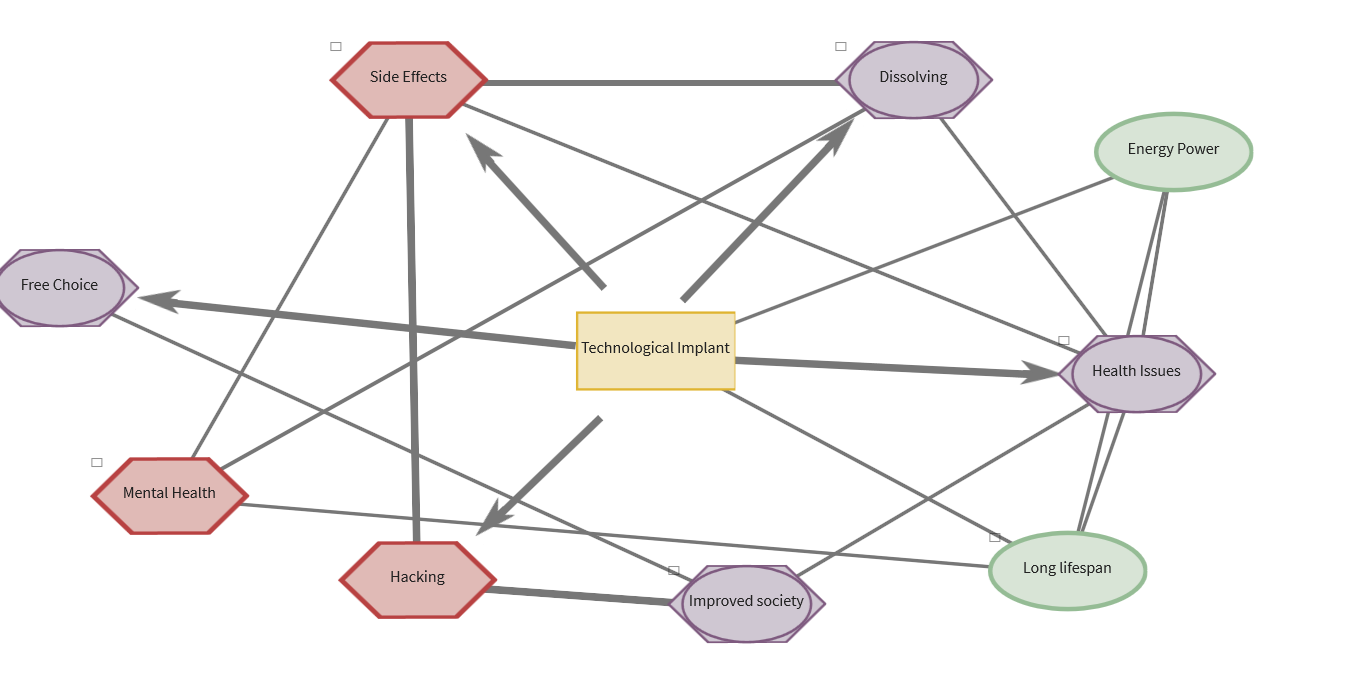 Side Effects
Dissolving
Energy Power
Free Choice
Technological Implant
Health Issues
Mental Health
Hacking
Improved society
Long lifespan